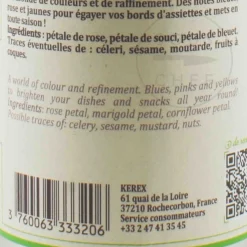 de couleurs et de raffinement. Des notes bleues,
rose et jaunes pour égayer vos bords d'assiettes et mets en
toute saison !
Ingrédients : pétale de rose, pétale de souci, pétale de bleuet.
Traces éventuelles de : céleri, sésame, moutarde, fruits à
coques.
A world of colour and refinement. Blues, pinks and yellows
to brighten your dishes and snacks all year round!
Ingredients: rose petal, marigold petal, cornflower petal.
Possible traces of: celery, sesame, mustard, nuts.
KEREX
61 quai de la Loire
37210 Rochecorbon, France
Service consommateurs
+33 2 47 41 35 45
3 760063 333206